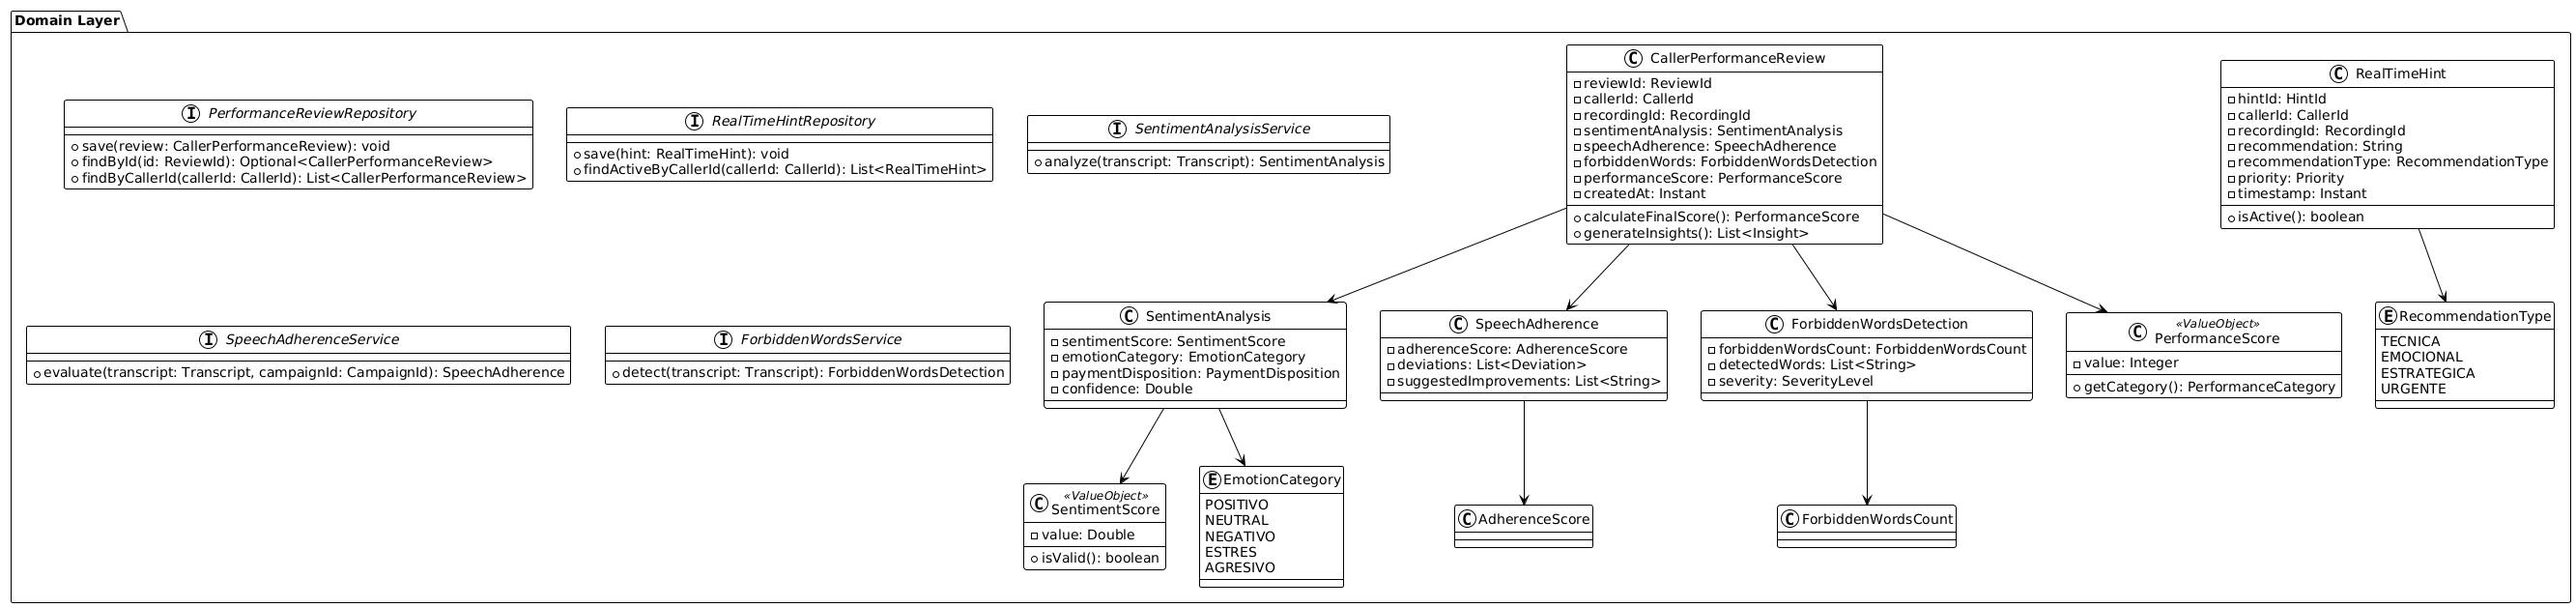 Domain Layer
PerformanceReviewRepository
save(review: CallerPerformanceReview): void
findById(id: ReviewId): Optional<CallerPerformanceReview>
findByCallerId(callerId: CallerId): List<CallerPerformanceReview>
RealTimeHintRepository
save(hint: RealTimeHint): void
findActiveByCallerId(callerId: CallerId): List<RealTimeHint>
SentimentAnalysisService
analyze(transcript: Transcript): SentimentAnalysis
CallerPerformanceReview
reviewId: ReviewId
callerId: CallerId
recordingId: RecordingId
sentimentAnalysis: SentimentAnalysis
speechAdherence: SpeechAdherence
forbiddenWords: ForbiddenWordsDetection
performanceScore: PerformanceScore
createdAt: Instant
calculateFinalScore(): PerformanceScore
generateInsights(): List<Insight>
RealTimeHint
hintId: HintId
callerId: CallerId
recordingId: RecordingId
recommendation: String
recommendationType: RecommendationType
priority: Priority
timestamp: Instant
isActive(): boolean
SpeechAdherenceService
evaluate(transcript: Transcript, campaignId: CampaignId): SpeechAdherence
ForbiddenWordsService
detect(transcript: Transcript): ForbiddenWordsDetection
SentimentAnalysis
sentimentScore: SentimentScore
emotionCategory: EmotionCategory
paymentDisposition: PaymentDisposition
confidence: Double
SpeechAdherence
adherenceScore: AdherenceScore
deviations: List<Deviation>
suggestedImprovements: List<String>
ForbiddenWordsDetection
forbiddenWordsCount: ForbiddenWordsCount
detectedWords: List<String>
severity: SeverityLevel
«ValueObject»
PerformanceScore
value: Integer
getCategory(): PerformanceCategory
RecommendationType
TECNICA
EMOCIONAL
ESTRATEGICA
URGENTE
«ValueObject»
SentimentScore
value: Double
isValid(): boolean
EmotionCategory
POSITIVO
NEUTRAL
NEGATIVO
ESTRES
AGRESIVO
AdherenceScore
ForbiddenWordsCount